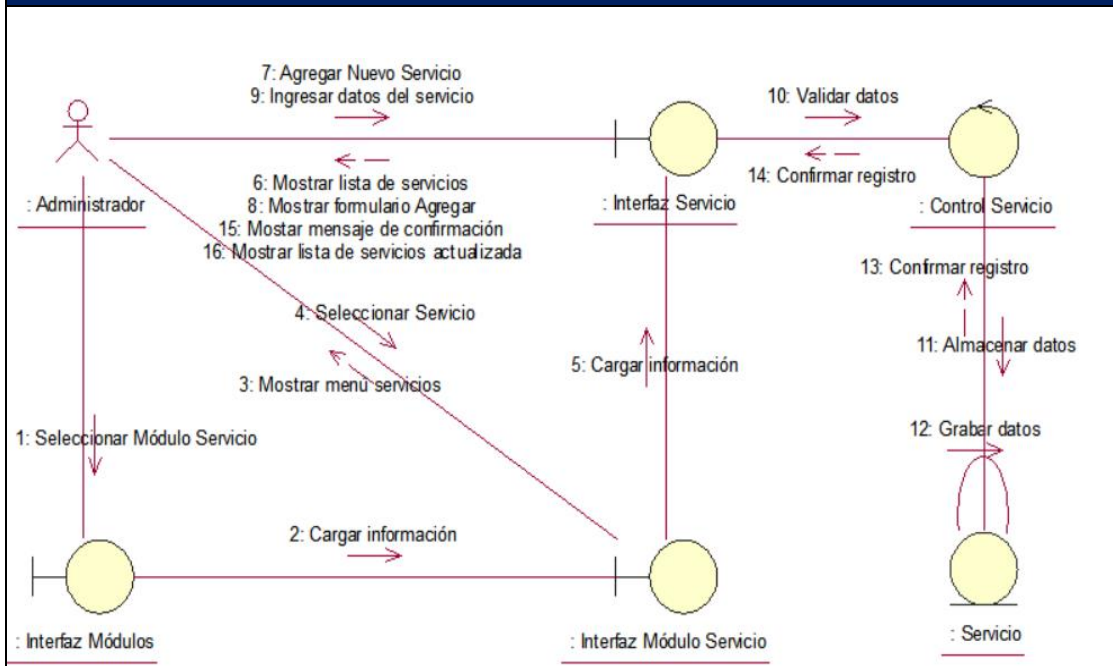 7: Agregar Nuevo Servicio
9: Ingresar datos del servicio
10: Validar datos
6: Mostrar lista de servicios
8: Mostrar formulario Agregar
15: Mostar mensaje de confirmación
16: Mostrar lista de servicios actualizada
14: Confirmar registro
: Administrador
: Interfaz Servicio
: Control Servicio
13: Confirmar registro
4: Seleccionar Servicio
3: Mostrar menú servicios
5: Cargar información
11: Almacenar datos
1: Seleccionar Módulo Servicio
12: Grabar datos
2: Cargar información
: Interfaz Módulos
: Interfaz Módulo Servicio
: Servicio